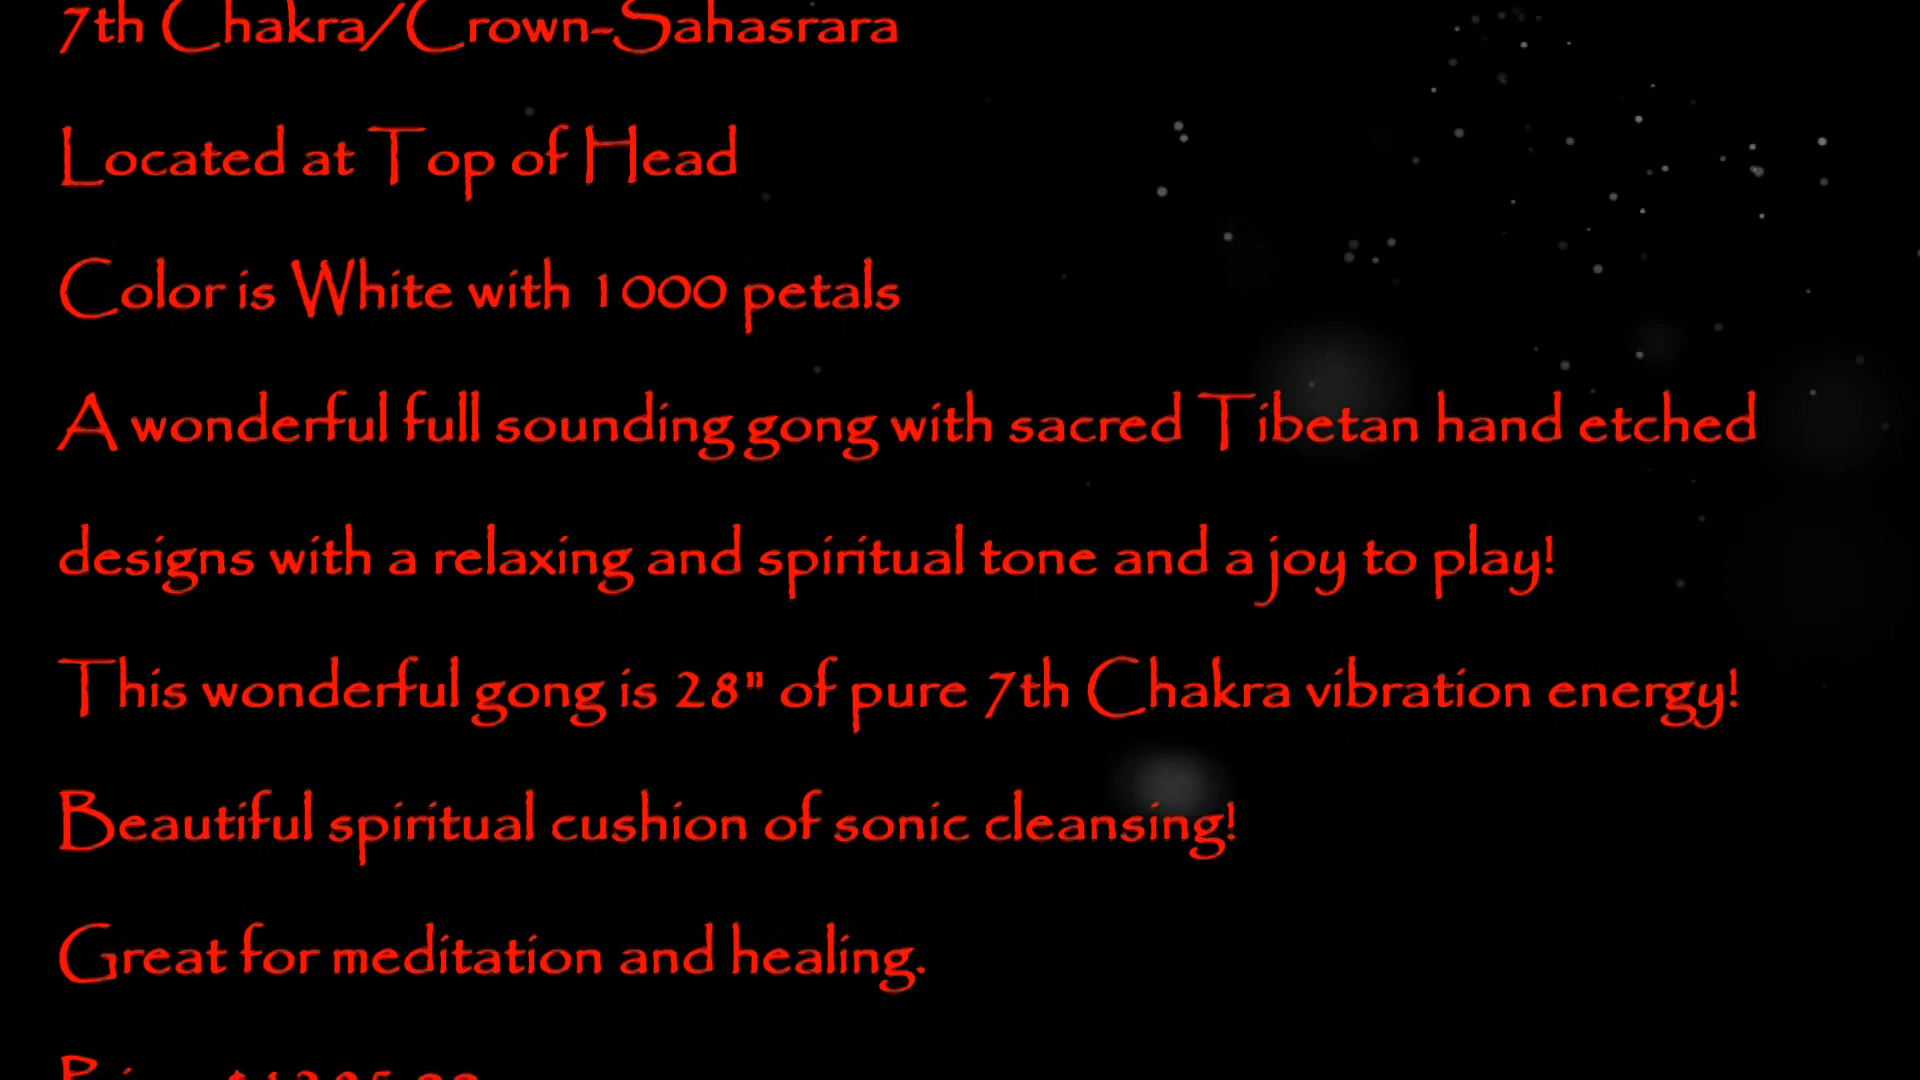 7th Chakra/Crown-Sahasrara
Located at Top of Head
Color is White with 1000 petals
A wonderful full sounding gong with sacred Tibetan hand etched
designs with a relaxing and spiritual tone and a joy to play!
This wonderful gong is 28" of pure 7th Chakra vibration energy!
Beautiful spiritual cushion of sonic cleansing!
Great for meditation and healing.